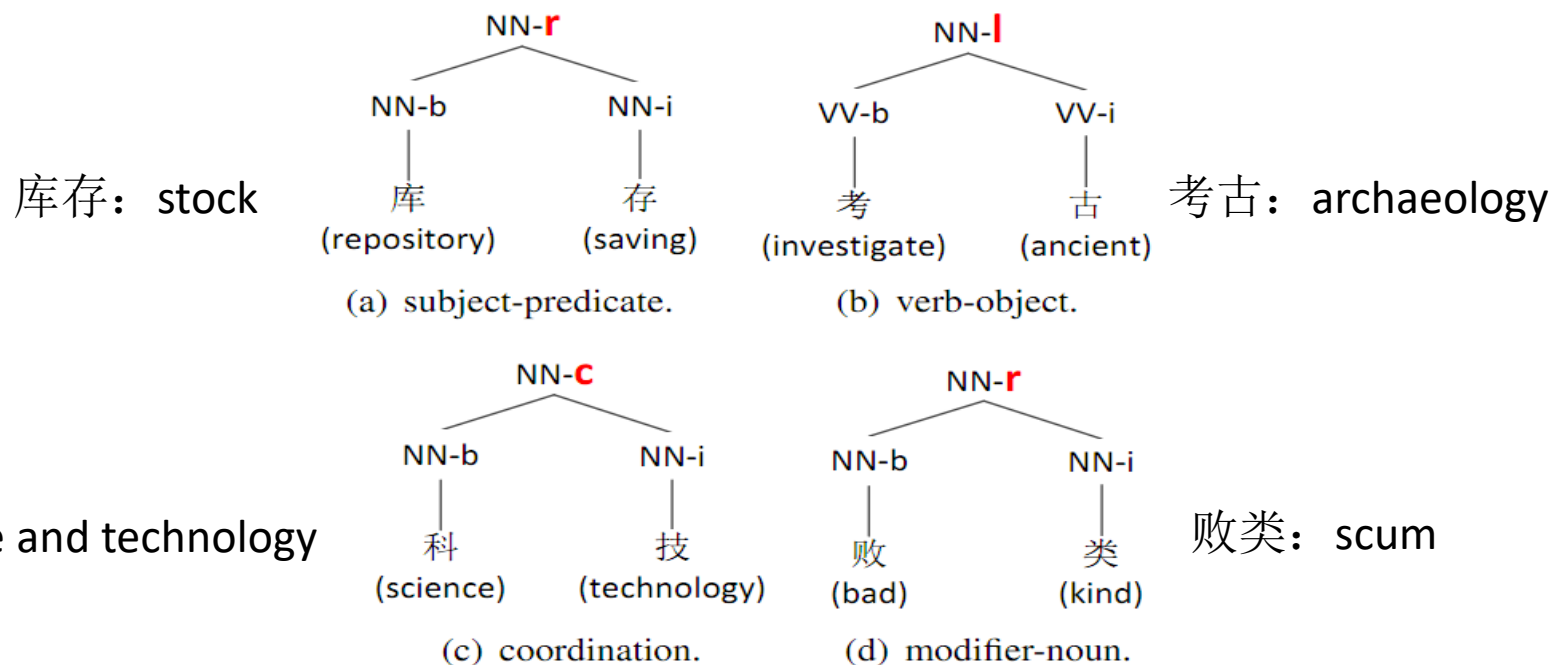 NN-r
NN-l
NN-b NN-i
VV-b VV-i
库存：stock
库 存
(repository) (saving)
考 古
(investigate) (ancient)
考古：archaeology
(a) subject-predicate.
(b) verb-object.
NN-c
NN-r
NN-b NN-i
NN-b NN-i
and technology
科 技
(science) (technology)
败 类
(bad) (kind)
败类：scum
(c) coordination.
(d) modifier-noun.